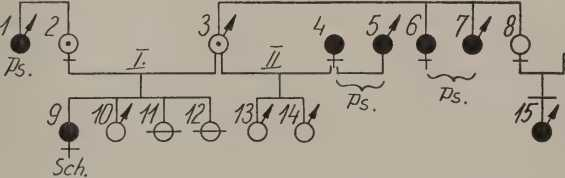 1 2 3 4 5 6 7 8
Ps. I. II Ps. Ps.
9 10 11 12 13 14 15
Sch.